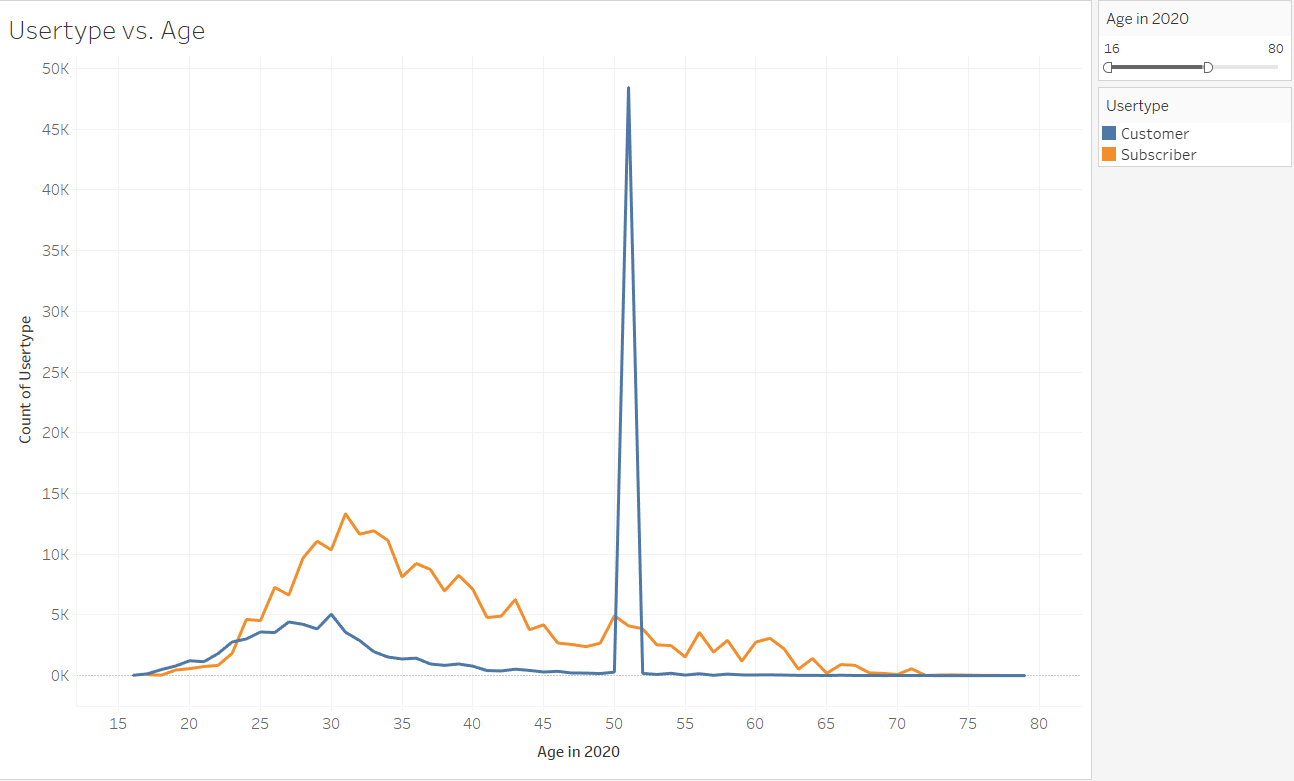 Usertype vs. Age
50K
45K
40K
35K
30K
25K
20K
15K
10K
5K
0K
Count of Usertype
15 20 25 30 35 40 45 50 55 60 65 70 75 80
Age in 2020
Age in 2020
16 80
Usertype
Customer
Subscriber